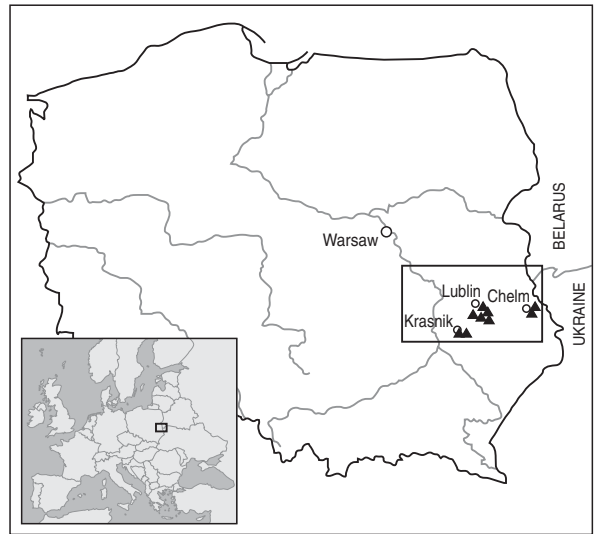 BELARUS
Warsaw
UKRAINE
Lublin
Chelm
Krasnik